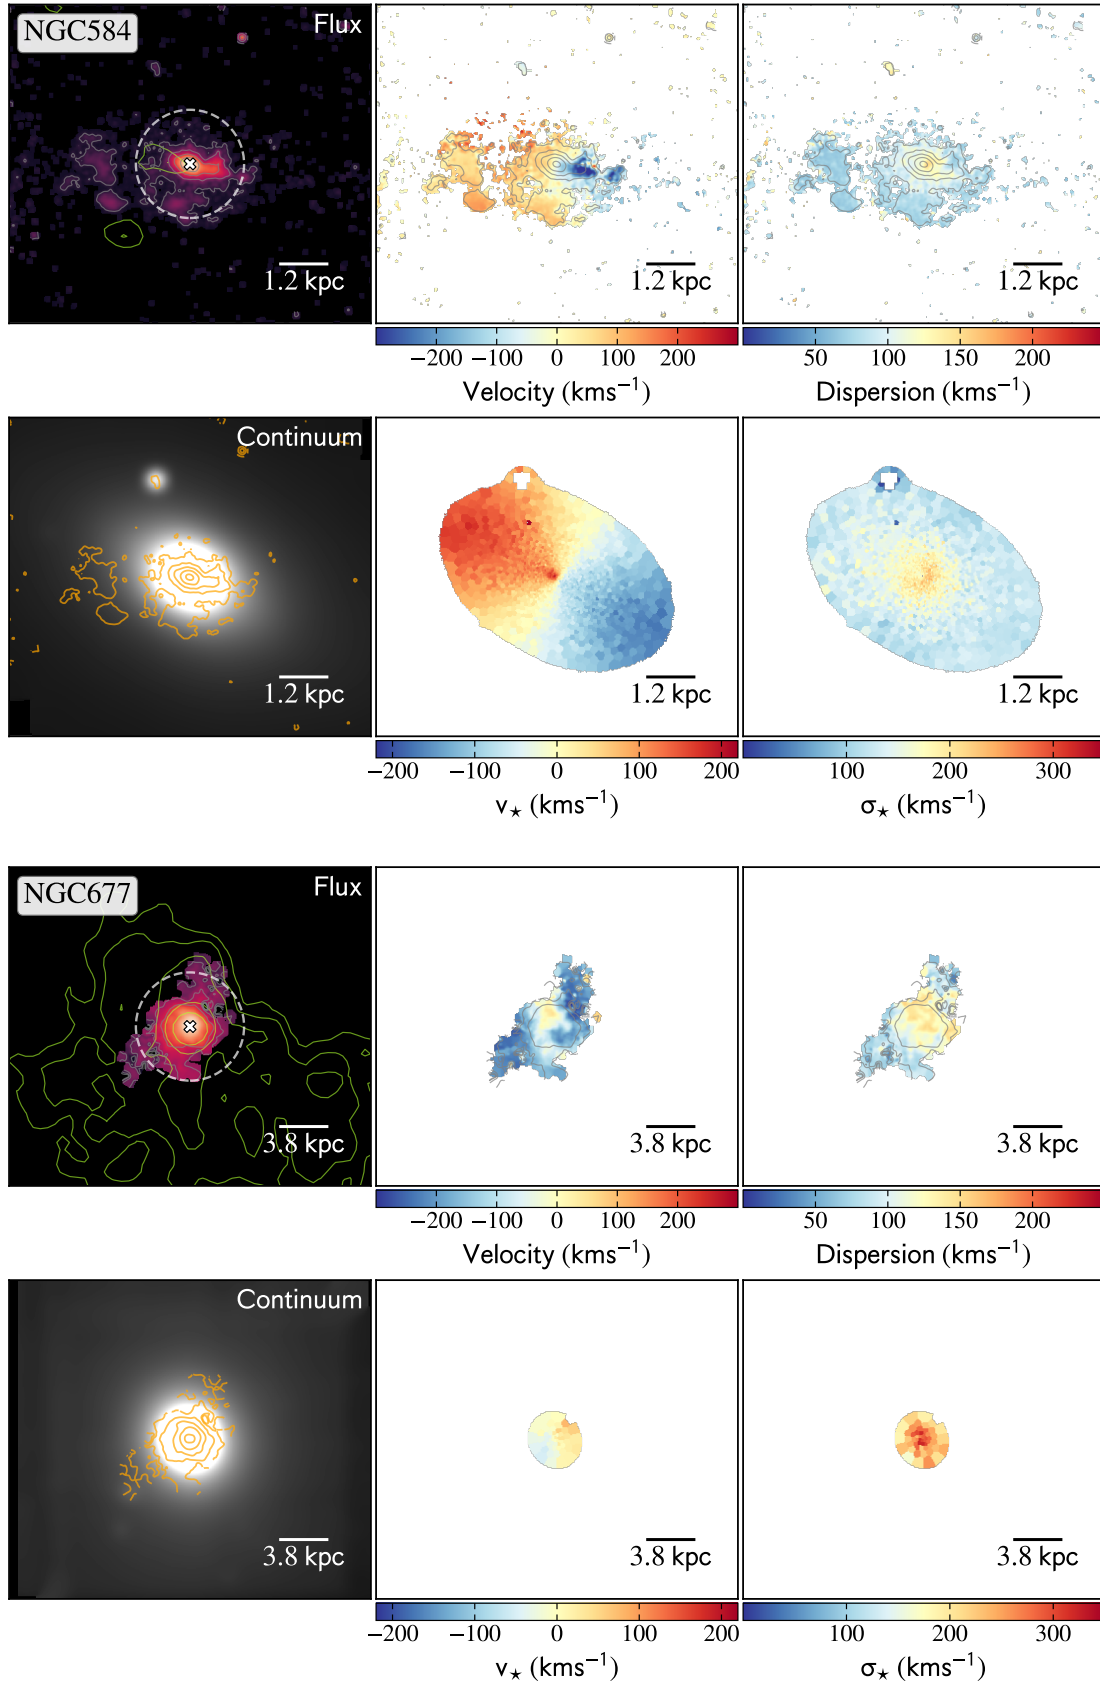 NGC584
Flux
1.2 kpc
1.2 kpc
1.2 kpc
−200 −100 0 100 200
50 100 150 200
Velocity (kms⁻¹)
Dispersion (kms⁻¹)
Continuum
1.2 kpc
1.2 kpc
1.2 kpc
−200 −100 0 100 200
100 200 300
v⋆ (kms⁻¹)
σ⋆ (kms⁻¹)
NGC677
Flux
3.8 kpc
3.8 kpc
3.8 kpc
−200 −100 0 100 200
50 100 150 200
Velocity (kms⁻¹)
Dispersion (kms⁻¹)
Continuum
3.8 kpc
3.8 kpc
3.8 kpc
−200 −100 0 100 200
100 200 300
v⋆ (kms⁻¹)
σ⋆ (kms⁻¹)